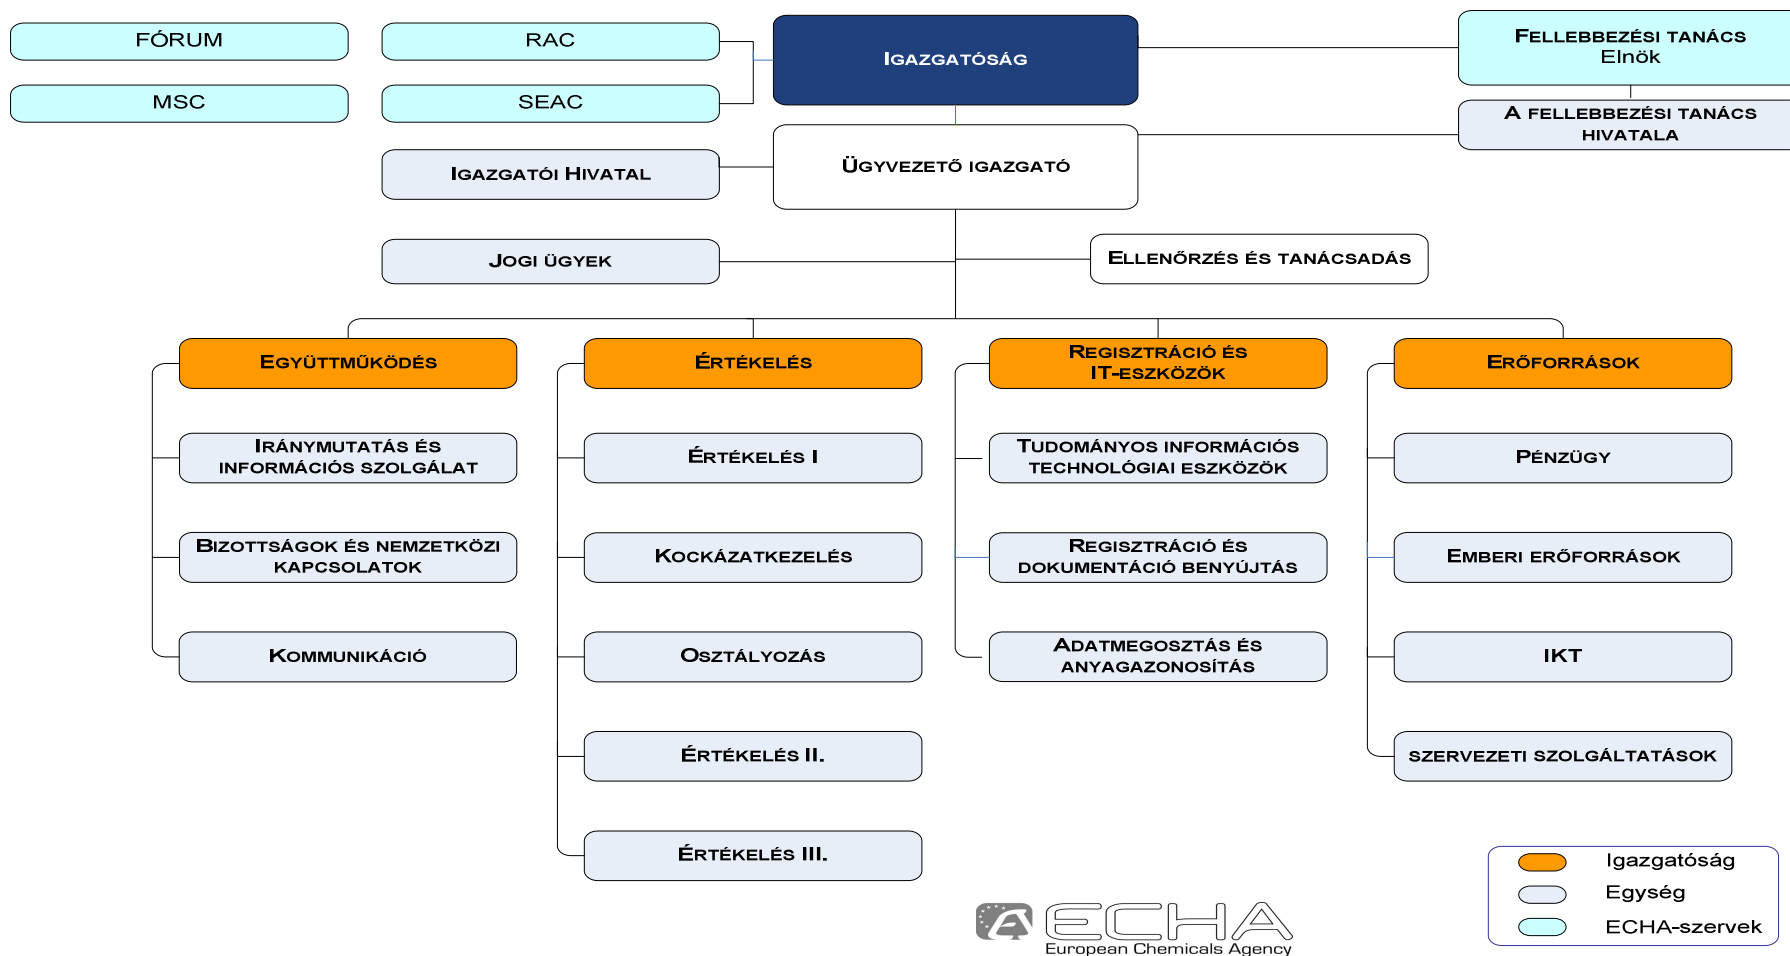 FÓRUM
RAC
IGAZGATÓSÁG
FELLEBBEZÉSI TANÁCS
Elnök
MSC
SEAC
A FELLEBBEZÉSI TANÁCS
HIVATALA
IGAZGATÓI HIVATAL
ÜGYVEZETŐ IGAZGATÓ
JOGI ÜGYEK
ELLENŐRZÉS ÉS TANÁCSADÁS
EGYÜTTMŰKÖDÉS
ÉRTÉKELÉS
REGISZTRÁCIÓ ÉS
IT-ESZKÖZÖK
ERŐFORRÁSOK
IRÁNYMUTATÁS ÉS
INFORMÁCIÓS SZOLGÁLAT
ÉRTÉKELÉS I
TUDOMÁNYOS INFORMÁCIÓS
TECHNOLÓGIAI ESZKÖZÖK
PÉNZÜGY
BIZOTTSÁGOK ÉS NEMZETKÖZI
KAPCSOLATOK
KOCKÁZATKEZELÉS
REGISZTRÁCIÓ ÉS
DOKUMENTÁCIÓ BENYÚJTÁS
EMBERI ERŐFORRÁSOK
KOMMUNIKÁCIÓ
OSZTÁLYOZÁS
ADATMEGOSZTÁS ÉS
ANYAGAZONOSÍTÁS
IKT
ÉRTÉKELÉS II.
SZERVEZETI SZOLGÁLTATÁSOK
ÉRTÉKELÉS III.
Igazgatóság
Egység
ECHA-szervek
ECHA
European Chemicals Agency